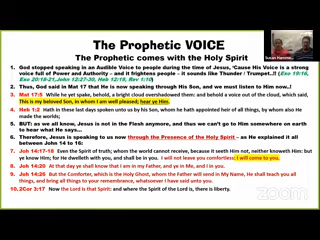 The Prophetic VOICE
The Prophetic comes with the Holy Spirit
1. God stopped speaking in an Audible Voice to people during the time of Jesus, 'Cause His Voice is a strong
voice full of Power and Authority – and it frightens people – it sounds like Thunder / Trumpet..!! (Exo 19:16,
Exo 20:18-21, John 12:27-30, Heb 12:19, Rev 1:10)
2. Thus, God said in Mat 17 that He is now speaking through His Son, and we must listen to Him now..!
3. Mat 17:5 While he yet spake, behold, a bright cloud overshadowed them: and behold a voice out of the cloud, which said,
This is my beloved Son, in whom I am well pleased; hear ye Him.
4. Heb 1:2 Hath in these last days spoken unto us by his Son, whom he hath appointed heir of all things, by whom also He
made the worlds;
5. BUT: as we all know, Jesus is not in the Flesh anymore, and thus we can't go to Him somewhere on earth
to hear what He says...
6. Therefore, Jesus is speaking to us now through the Presence of the Holy Spirit – as He explained it all
between John 14 to 16:
7. Joh 14:17-18 Even the Spirit of truth; whom the world cannot receive, because it seeth Him not, neither knoweth Him: but
ye know Him; for He dwelleth with you, and shall be in you. I will not leave you comfortless; I will come to you.
8. Joh 14:20 At that day ye shall know that I am in my Father, and ye in Me, and I in you.
9. Joh 14:26 But the Comforter, which is the Holy Ghost, whom the Father will send in My Name, He shall teach you all
things, and bring all things to your remembrance, whatsoever I have said unto you.
10. 2Cor 3:17 Now the Lord is that Spirit: and where the Spirit of the Lord is, there is liberty.
zoom